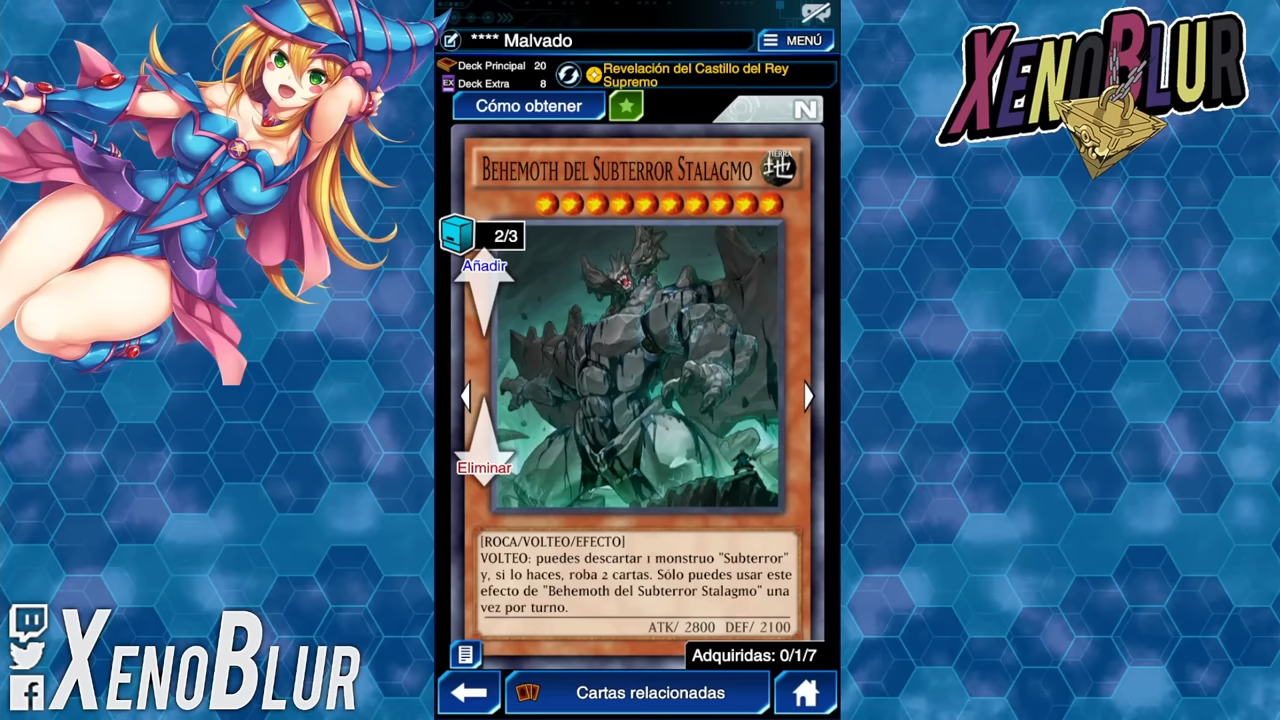 **** Malvado
MENÚ
Deck Principal 20
EX Deck Extra 8
Revelación del Castillo del Rey
Supremo
Cómo obtener
N
XENOBLUR
BEHEMOTH DEL SUBTERROR STALAGMO
TIERRA
地
2/3
Añadir
Eliminar
[ROCA/VOLTEO/EFECTO]
VOLTEO: puedes descartar 1 monstruo "Subterror"
y, si lo haces, roba 2 cartas. Sólo puedes usar este
efecto de "Behemoth del Subterror Stalagmo" una
vez por turno.
ATK/ 2800 DEF/ 2100
Adquiridas: 0/1/7
Cartas relacionadas
XENOBLUR